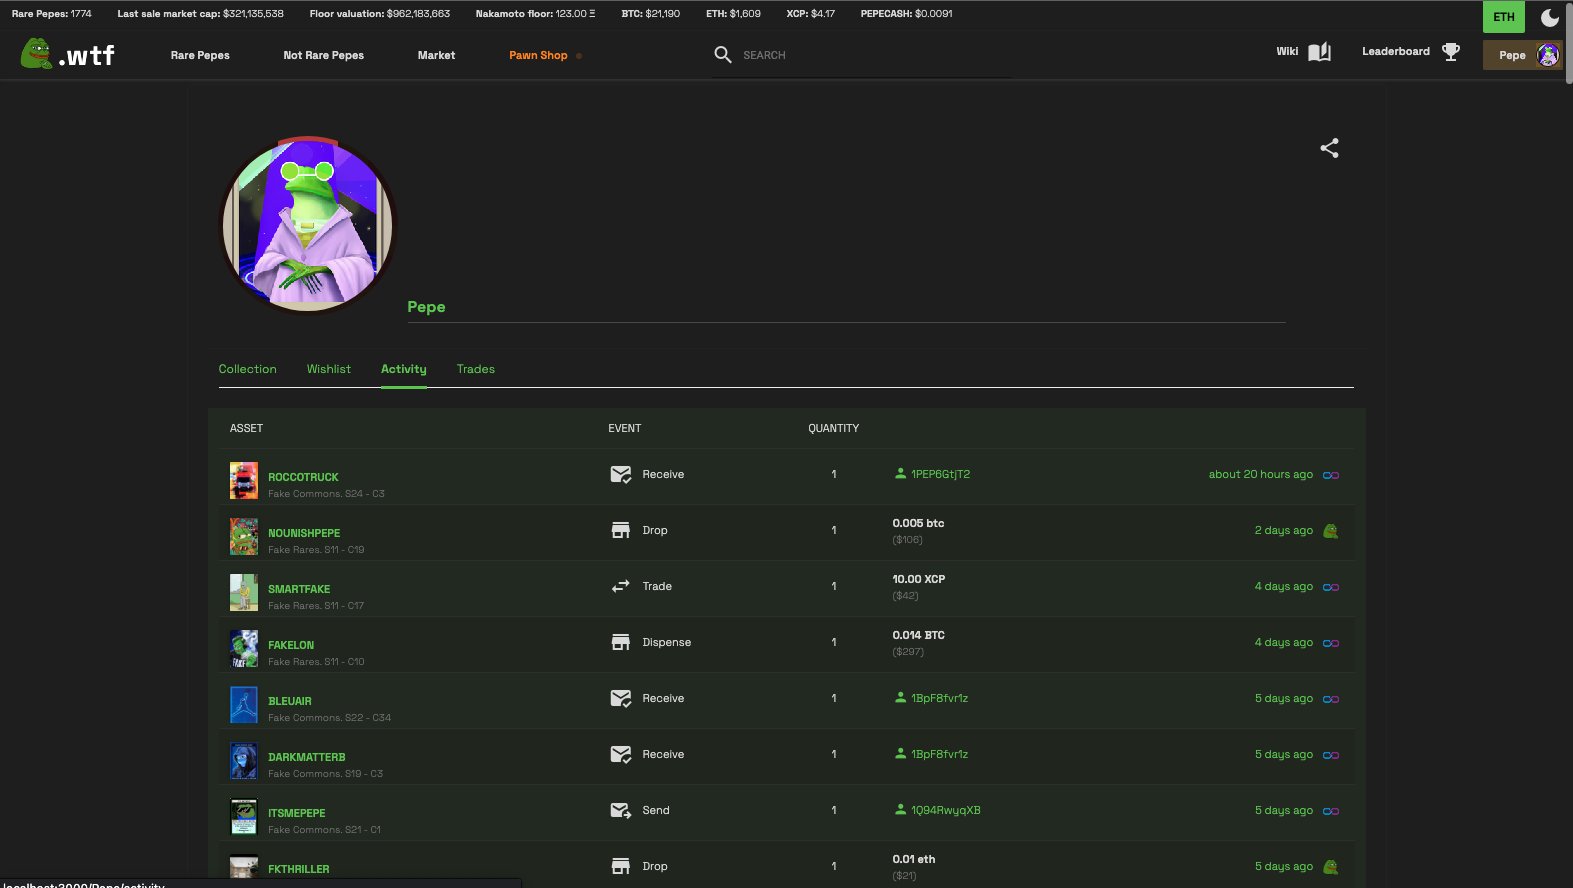 Rare Pepes: 1774 Last sale market cap: $321,135,538 Floor valuation: $962,183,663 Nakamoto floor: 123.00 Ξ BTC: $21,190 ETH: $1,609 XCP: $4.17 PEPECASH: $0.0091 ETH
.wtf Rare Pepes Not Rare Pepes Market Pawn Shop SEARCH Wiki Leaderboard Pepe
Pepe
Collection Wishlist Activity Trades
ASSET EVENT QUANTITY
ROCCOTRUCK Receive 1 1PEP6GtjT2 about 20 hours ago
Fake Commons. S24 - C3
NOUNISHPEPE Drop 1 0.005 btc 2 days ago
Fake Rares. S11 - C19 ($106)
SMARTFAKE Trade 1 10.00 XCP 4 days ago
Fake Rares. S11 - C17 ($42)
FAKELON Dispense 1 0.014 BTC 4 days ago
Fake Rares. S11 - C10 ($297)
BLEUAIR Receive 1 1BpF8fvr1z 5 days ago
Fake Commons. S22 - C34
DARKMATTERB Receive 1 1BpF8fvr1z 5 days ago
Fake Commons. S19 - C3
ITSMEPEPE Send 1 1Q94RwyqXB 5 days ago
Fake Commons. S21 - C1
FKTHRILLER Drop 1 0.01 eth 5 days ago
($21)
localhost:3000/Pepe/activity